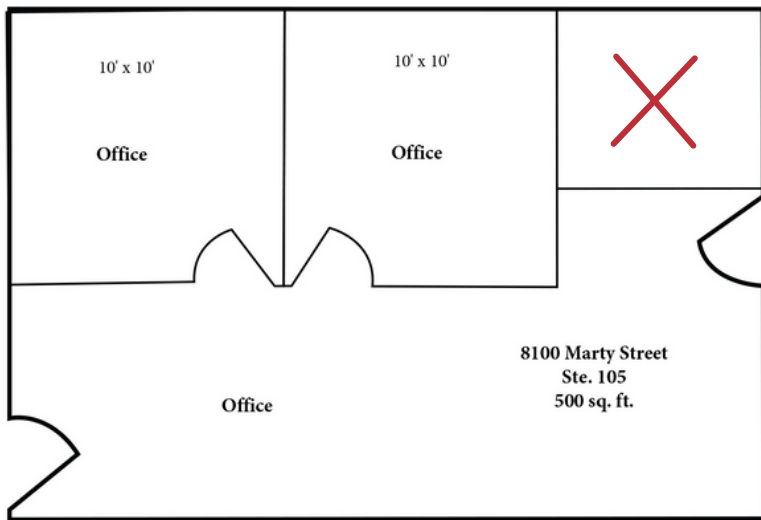 10' x 10'
10' x 10'
Office
Office
8100 Marty Street
Ste. 105
500 sq. ft.
Office